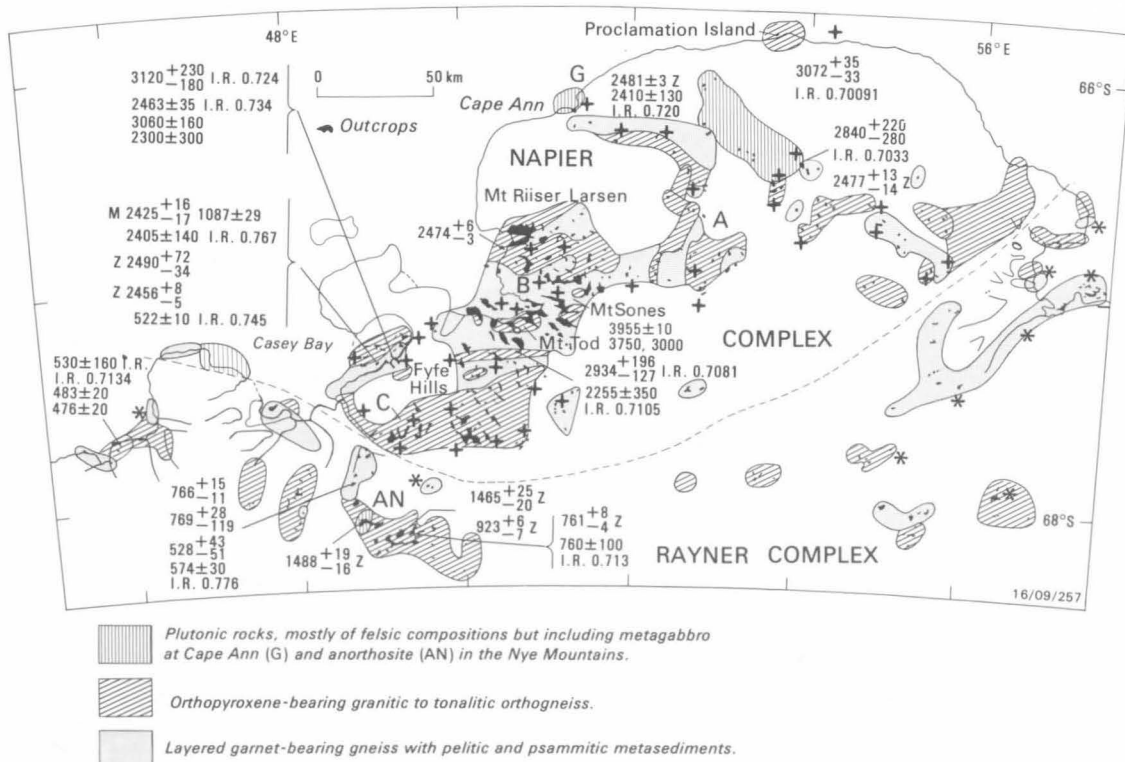 48°E
56°E
Proclamation Island
66°S
3120 +230 −180 I.R. 0.724
2463±35 I.R. 0.734
3060±160
2300±300
0 50 km
Outcrops
G
Cape Ann
2481±3 Z
2410±130
I.R. 0.720
3072 +35 −33
I.R. 0.70091
2840 +220 −280
I.R. 0.7033
2477 +13 −14 Z
NAPIER
Mt Riiser Larsen
A
M 2425 +16 −17 1087±29
2405±140 I.R. 0.767
Z 2490 +72 −34
Z 2456 +8 −5
522±10 I.R. 0.745
2474 +6 −3
B
Mt Sones
3955±10
3750, 3000
Mt Tod
COMPLEX
Casey Bay
Fyfe
Hills
2934 +196 −127 I.R. 0.7081
2255±350
I.R. 0.7105
530±160 I.R.
I.R. 0.7134
483±20
476±20
C
766 +15 −11
769 +28 −119
528 +43 −51
574±30
I.R. 0.776
AN
1465 +25 −20 Z
923 +6 −7 Z
1488 +19 −16 Z
761 +8 −4 Z
760±100
I.R. 0.713
RAYNER COMPLEX
68°S
16/09/257
Plutonic rocks, mostly of felsic compositions but including metagabbro
at Cape Ann (G) and anorthosite (AN) in the Nye Mountains.
Orthopyroxene-bearing granitic to tonalitic orthogneiss.
Layered garnet-bearing gneiss with pelitic and psammitic metasediments.